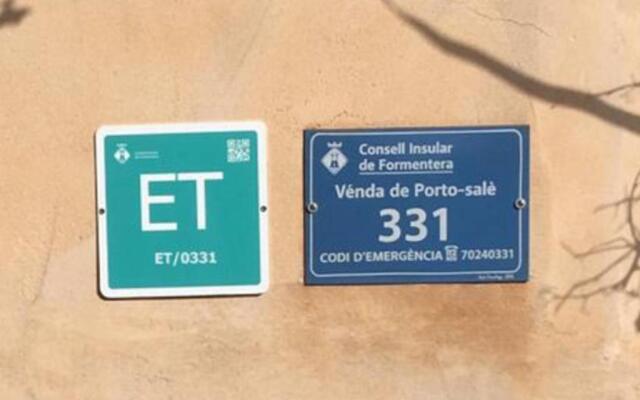 ET
ET/0331
Consell Insular
de Formentera
Vénda de Porto-salè
331
CODI D'EMERGÈNCIA ☎ 70240331